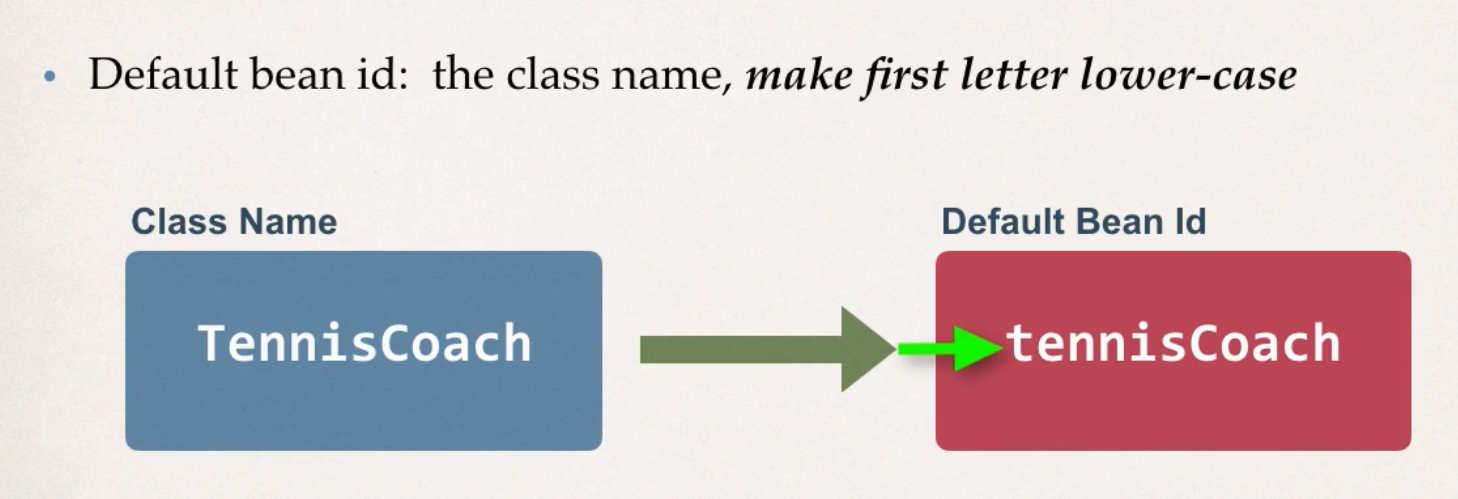 • Default bean id: the class name, make first letter lower-case
Class Name
Default Bean Id
TennisCoach
tennisCoach